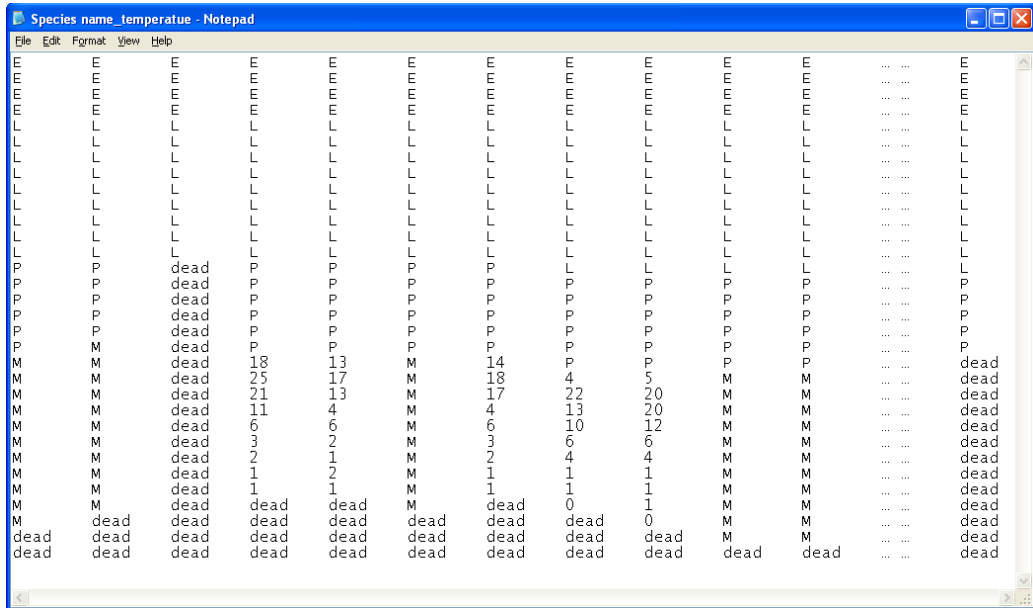 Species name_temperatue - Notepad
File Edit Format View Help
E E E E E E E E E E E ... ... E
E E E E E E E E E E E ... ... E
E E E E E E E E E E E ... ... E
E E E E E E E E E E E ... ... E
L L L L L L L L L L L ... ... L
L L L L L L L L L L L ... ... L
L L L L L L L L L L L ... ... L
L L L L L L L L L L L ... ... L
L L L L L L L L L L L ... ... L
L L L L L L L L L L L ... ... L
L L L L L L L L L L L ... ... L
L L L L L L L L L L L ... ... L
L L L L L L L L L L L ... ... L
P P dead P P P P L L L L ... ... L
P P dead P P P P P P P P ... ... P
P P dead P P P P P P P P ... ... P
P P dead P P P P P P P P ... ... P
P P dead P P P P P P P P ... ... P
P M dead P P P P P P P P ... ... P
M M dead 18 13 M 14 P P P P ... ... dead
M M dead 25 17 M 18 4 5 M M ... ... dead
M M dead 21 13 M 17 22 20 M M ... ... dead
M M dead 11 4 M 4 13 20 M M ... ... dead
M M dead 6 6 M 6 10 12 M M ... ... dead
M M dead 3 2 M 3 6 6 M M ... ... dead
M M dead 2 1 M 2 4 4 M M ... ... dead
M M dead 1 2 M 1 1 1 M M ... ... dead
M M dead 1 1 M 1 1 1 M M ... ... dead
M M dead dead dead M dead 0 1 M M ... ... dead
M dead dead dead dead dead dead dead 0 M M ... ... dead
dead dead dead dead dead dead dead dead dead M M ... ... dead
dead dead dead dead dead dead dead dead dead dead dead ... ... dead